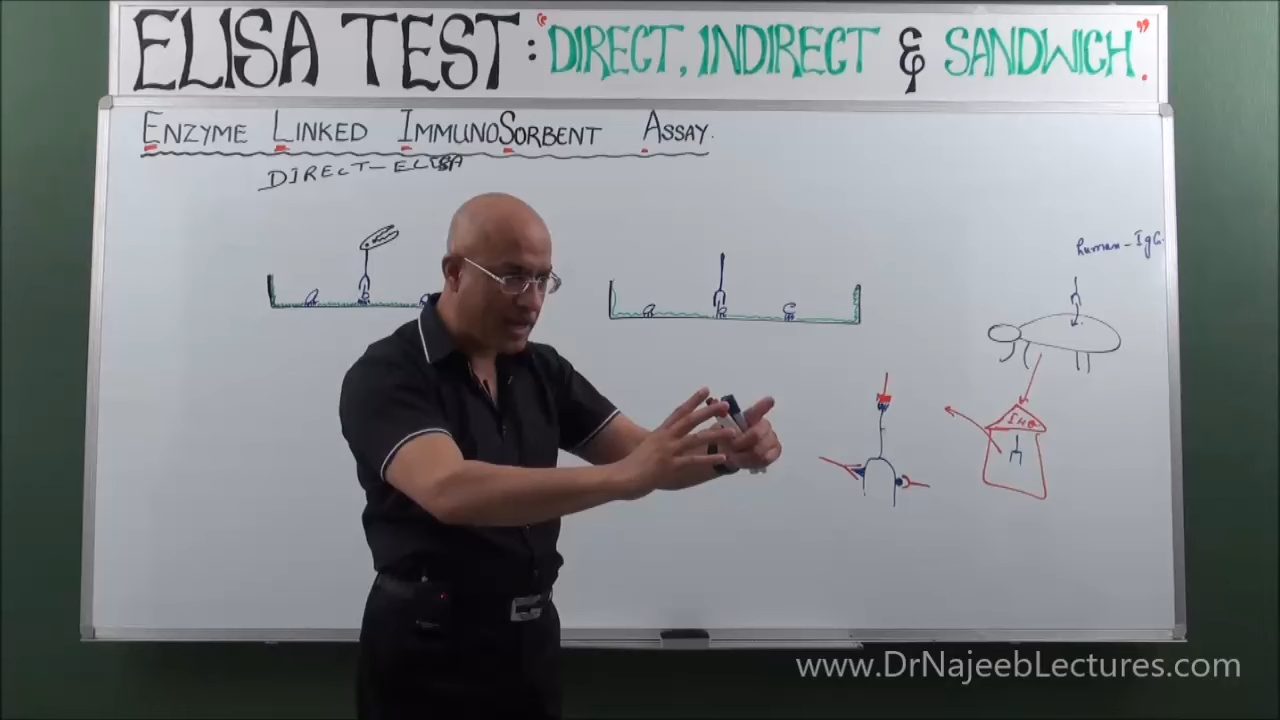 ELISA TEST: "DIRECT, INDIRECT & SANDWICH".
ENZYME LINKED IMMUNOSORBENT ASSAY.
DIRECT-ELISA
human-IgG
www.DrNajeebLectures.com